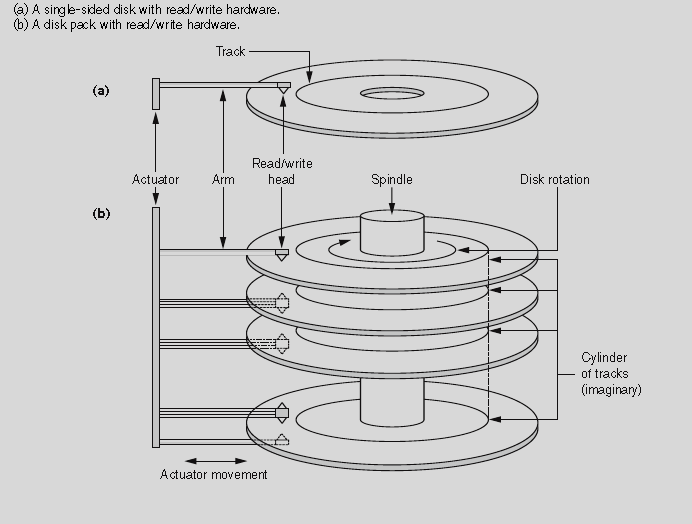 (a) A single-sided disk with read/write hardware.
(b) A disk pack with read/write hardware.
Track
(a)
Read/write
head
Actuator
Arm
Spindle
Disk rotation
(b)
Cylinder
of tracks
(imaginary)
Actuator movement